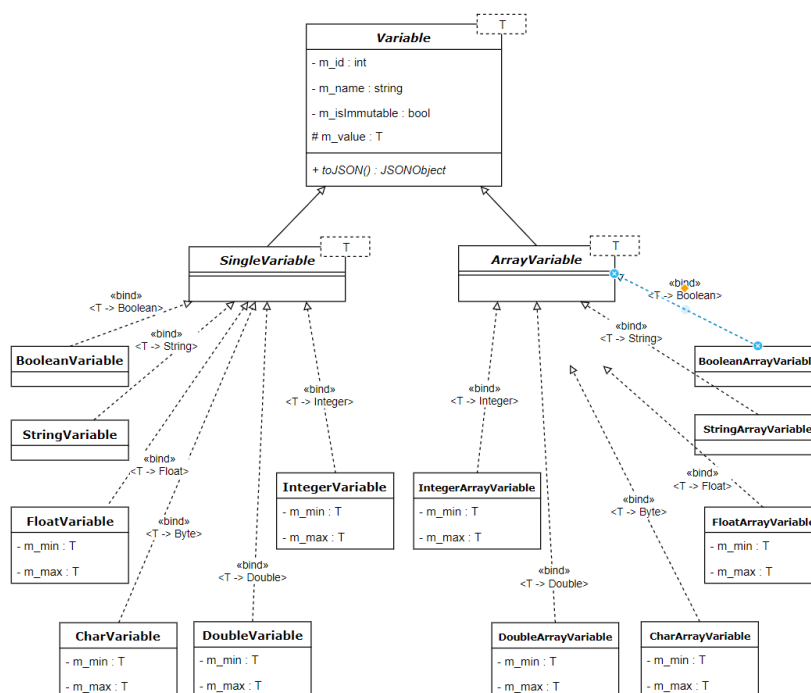 T
Variable
- m_id : int
- m_name : string
- m_isImmutable : bool
# m_value : T
+ toJSON() : JSONObject
T
SingleVariable
T
ArrayVariable
«bind»
<T -> Boolean>
«bind»
<T -> String>
«bind»
<T -> Float>
«bind»
<T -> Byte>
«bind»
<T -> Double>
«bind»
<T -> Integer>
«bind»
<T -> Integer>
«bind»
<T -> Double>
«bind»
<T -> Byte>
«bind»
<T -> Float>
«bind»
<T -> String>
«bind»
<T -> Boolean>
BooleanVariable
StringVariable
FloatVariable
- m_min : T
- m_max : T
CharVariable
- m_min : T
- m_max : T
DoubleVariable
- m_min : T
- m_max : T
IntegerVariable
- m_min : T
- m_max : T
IntegerArrayVariable
- m_min : T
- m_max : T
DoubleArrayVariable
- m_min : T
- m_max : T
CharArrayVariable
- m_min : T
- m_max : T
FloatArrayVariable
- m_min : T
- m_max : T
StringArrayVariable
BooleanArrayVariable